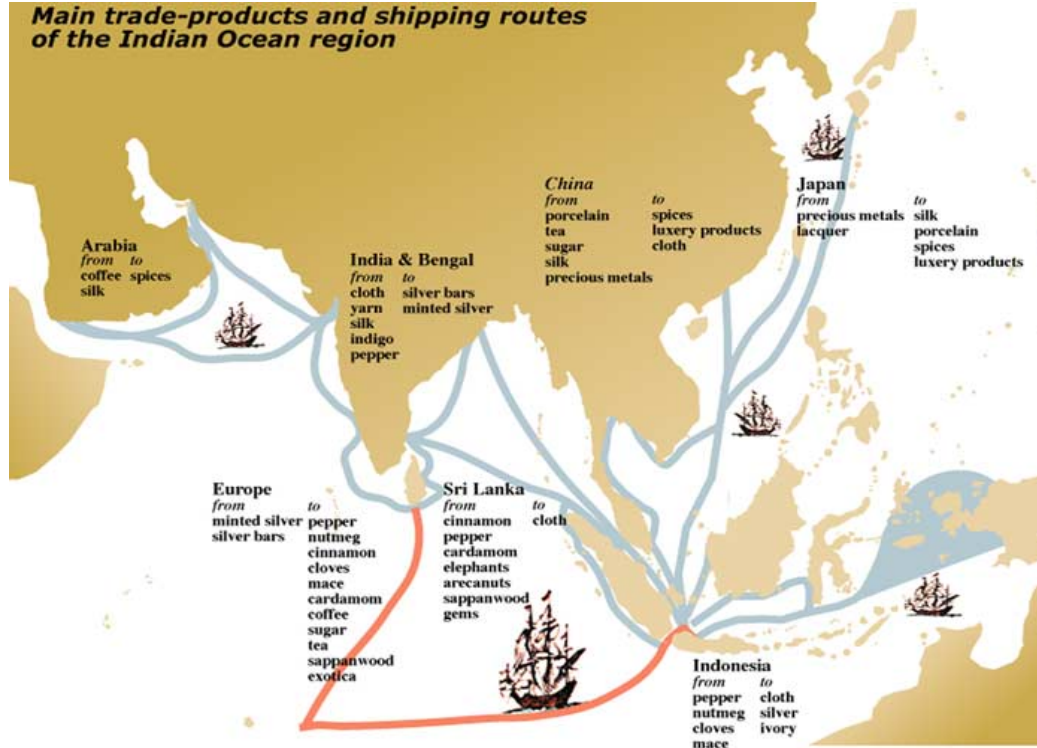 Main trade-products and shipping routes
of the Indian Ocean region
China
from to
porcelain spices
tea luxery products
sugar cloth
silk
precious metals
Japan
from to
precious metals silk
lacquer porcelain
spices
luxery products
Arabia
from to
coffee spices
silk
India & Bengal
from to
cloth silver bars
yarn minted silver
silk
indigo
pepper
Europe
from to
minted silver pepper
silver bars nutmeg
cinnamon
cloves
mace
cardamom
coffee
sugar
tea
sappanwood
exotica
Sri Lanka
from to
cinnamon cloth
pepper
cardamom
elephants
arecanuts
sappanwood
gems
Indonesia
from to
pepper cloth
nutmeg silver
cloves ivory
mace